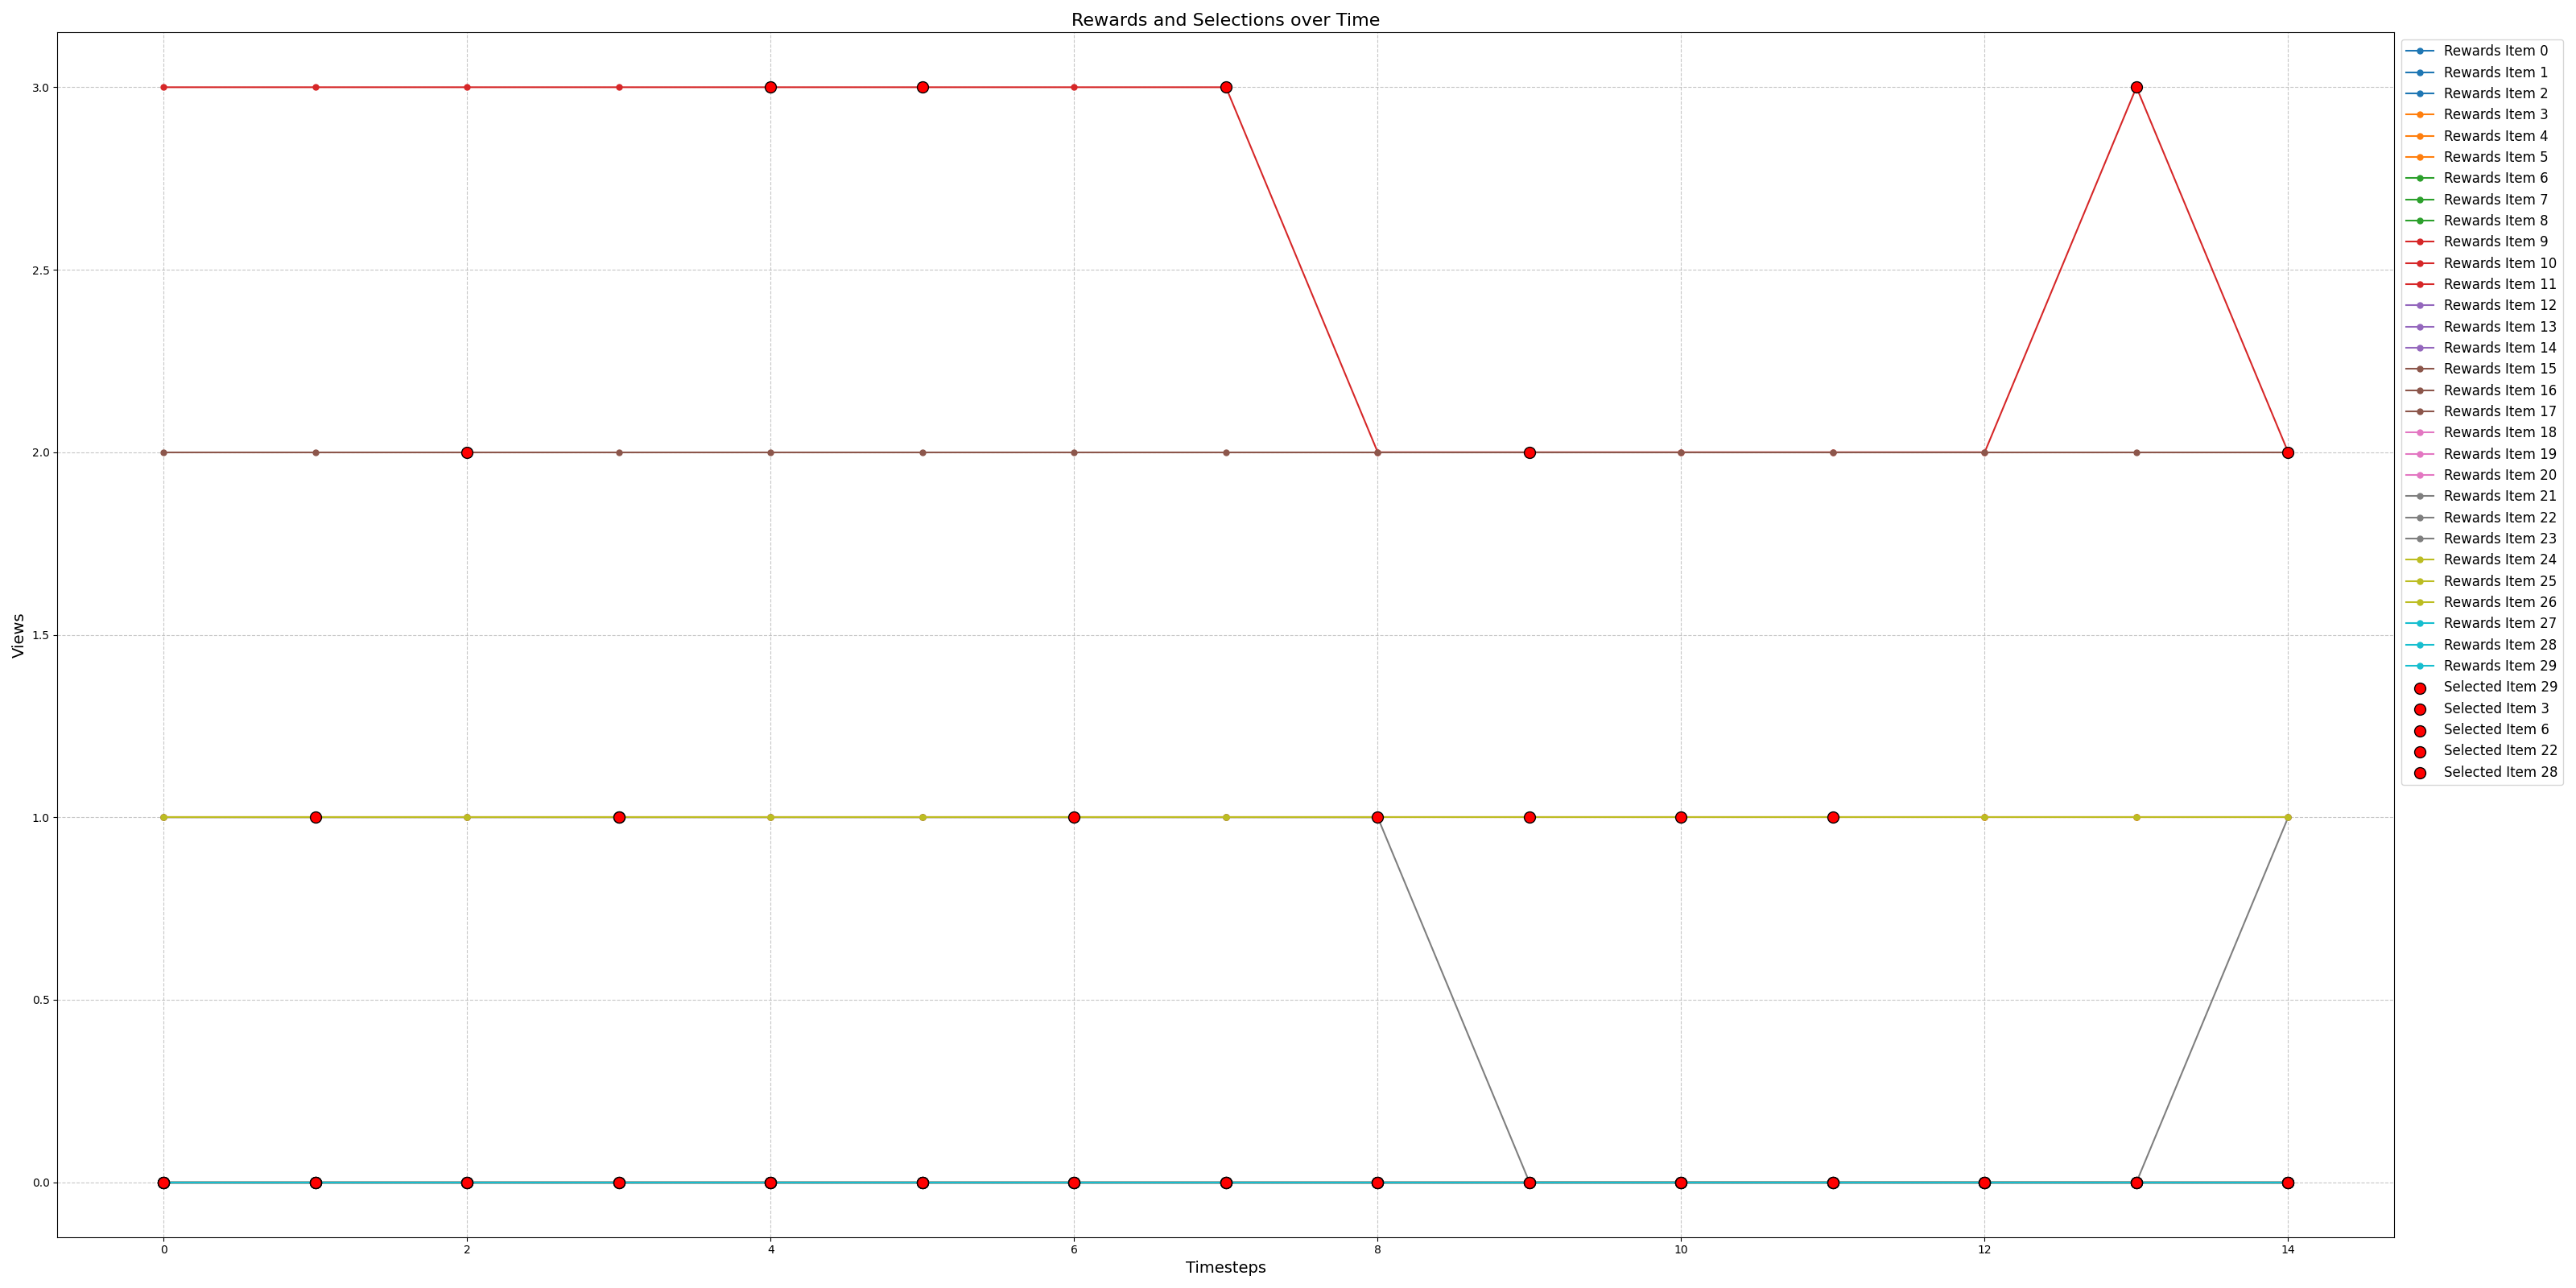 Rewards and Selections over Time
Views
3.0
2.5
2.0
1.5
1.0
0.5
0.0
0 2 4 6 8 10 12 14
Timesteps
Rewards Item 0
Rewards Item 1
Rewards Item 2
Rewards Item 3
Rewards Item 4
Rewards Item 5
Rewards Item 6
Rewards Item 7
Rewards Item 8
Rewards Item 9
Rewards Item 10
Rewards Item 11
Rewards Item 12
Rewards Item 13
Rewards Item 14
Rewards Item 15
Rewards Item 16
Rewards Item 17
Rewards Item 18
Rewards Item 19
Rewards Item 20
Rewards Item 21
Rewards Item 22
Rewards Item 23
Rewards Item 24
Rewards Item 25
Rewards Item 26
Rewards Item 27
Rewards Item 28
Rewards Item 29
Selected Item 29
Selected Item 3
Selected Item 6
Selected Item 22
Selected Item 28